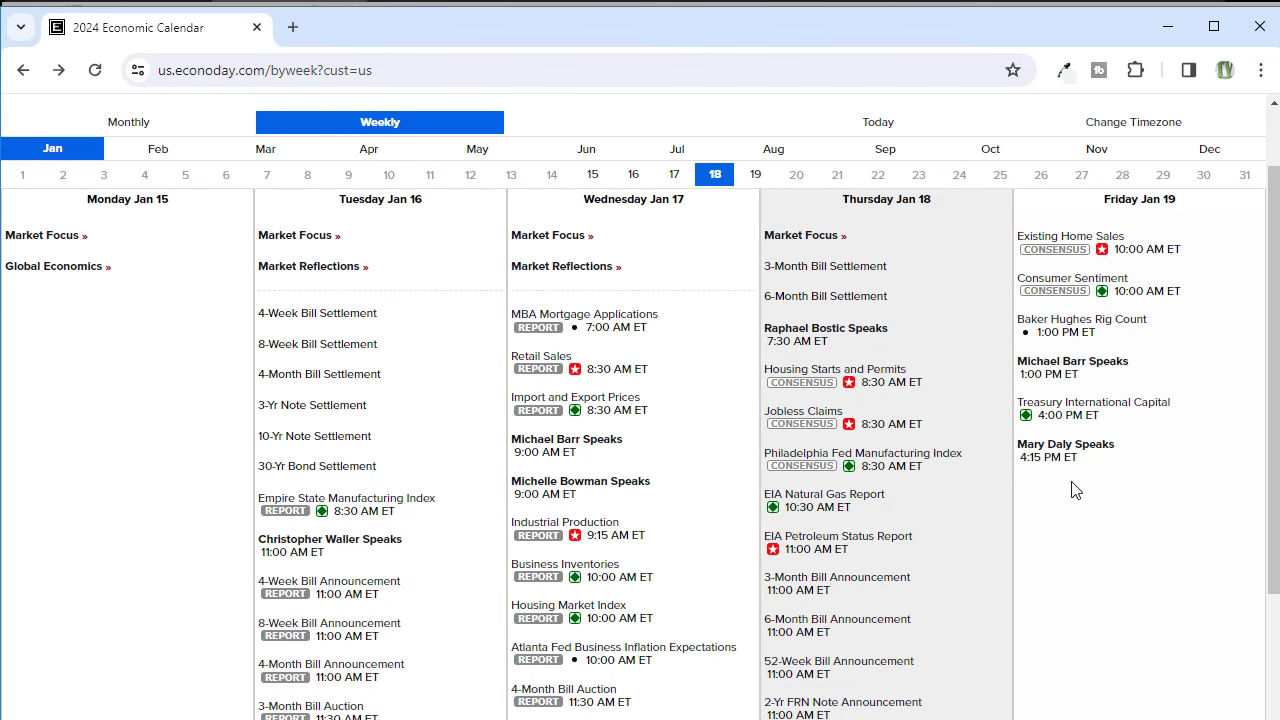 2024 Economic Calendar
us.econoday.com/byweek?cust=us
Monthly Weekly Today Change Timezone
Jan Feb Mar Apr May Jun Jul Aug Sep Oct Nov Dec
1 2 3 4 5 6 7 8 9 10 11 12 13 14 15 16 17 18 19 20 21 22 23 24 25 26 27 28 29 30 31
Monday Jan 15
Market Focus »
Global Economics »
Tuesday Jan 16
Market Focus »
Market Reflections »
4-Week Bill Settlement
8-Week Bill Settlement
4-Month Bill Settlement
3-Yr Note Settlement
10-Yr Note Settlement
30-Yr Bond Settlement
Empire State Manufacturing Index
REPORT 8:30 AM ET
Christopher Waller Speaks
11:00 AM ET
4-Week Bill Announcement
REPORT 11:00 AM ET
8-Week Bill Announcement
REPORT 11:00 AM ET
4-Month Bill Announcement
REPORT 11:00 AM ET
3-Month Bill Auction
REPORT 11:30 AM ET
Wednesday Jan 17
Market Focus »
Market Reflections »
MBA Mortgage Applications
REPORT • 7:00 AM ET
Retail Sales
REPORT 8:30 AM ET
Import and Export Prices
REPORT 8:30 AM ET
Michael Barr Speaks
9:00 AM ET
Michelle Bowman Speaks
9:00 AM ET
Industrial Production
REPORT 9:15 AM ET
Business Inventories
REPORT 10:00 AM ET
Housing Market Index
REPORT 10:00 AM ET
Atlanta Fed Business Inflation Expectations
REPORT • 10:00 AM ET
4-Month Bill Auction
REPORT 11:30 AM ET
Thursday Jan 18
Market Focus »
3-Month Bill Settlement
6-Month Bill Settlement
Raphael Bostic Speaks
7:30 AM ET
Housing Starts and Permits
CONSENSUS 8:30 AM ET
Jobless Claims
CONSENSUS 8:30 AM ET
Philadelphia Fed Manufacturing Index
CONSENSUS 8:30 AM ET
EIA Natural Gas Report
10:30 AM ET
EIA Petroleum Status Report
11:00 AM ET
3-Month Bill Announcement
11:00 AM ET
6-Month Bill Announcement
11:00 AM ET
52-Week Bill Announcement
11:00 AM ET
2-Yr FRN Note Announcement
11:00 AM ET
Friday Jan 19
Existing Home Sales
CONSENSUS 10:00 AM ET
Consumer Sentiment
CONSENSUS 10:00 AM ET
Baker Hughes Rig Count
• 1:00 PM ET
Michael Barr Speaks
1:00 PM ET
Treasury International Capital
4:00 PM ET
Mary Daly Speaks
4:15 PM ET